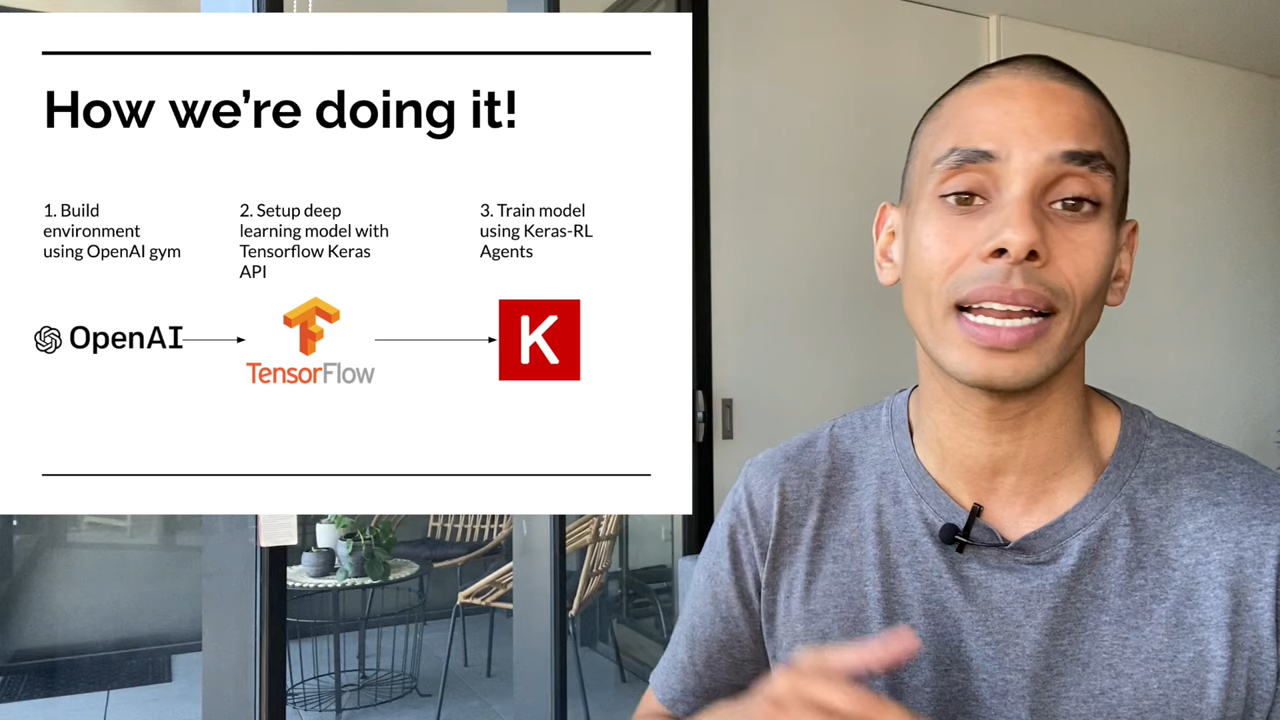 How we're doing it!
1. Build
environment
using OpenAI gym
2. Setup deep
learning model with
Tensorflow Keras
API
3. Train model
using Keras-RL
Agents
OpenAI
TensorFlow
K